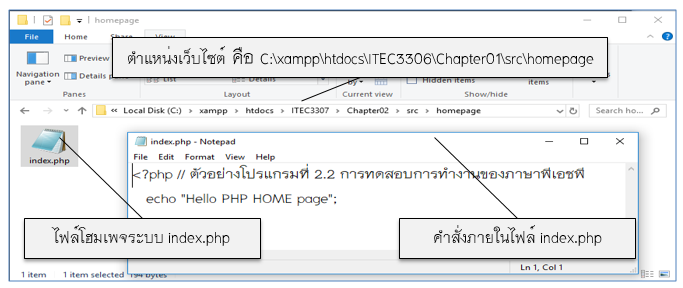 homepage
File Home Share View
ตำแหน่งเว็บไซต์ คือ C:\xampp\htdocs\ITEC3306\Chapter01\src\homepage
Navigation pane
Preview
Details
Panes
List
Details
Layout
by
Current view
Hidden items
items
Show/hide
« Local Disk (C:) › xampp › htdocs › ITEC3307 › Chapter02 › src › homepage
Search ho...
index.php
index.php - Notepad
File Edit Format View Help
<?php // ตัวอย่างโปรแกรมที่ 2.2 การทดสอบการทำงานของภาษาพีเอชพี
echo "Hello PHP HOME page";
ไฟล์โฮมเพจระบบ index.php
คำสั่งภายในไฟล์ index.php
Ln 1, Col 1
1 item 1 item selected 194 bytes